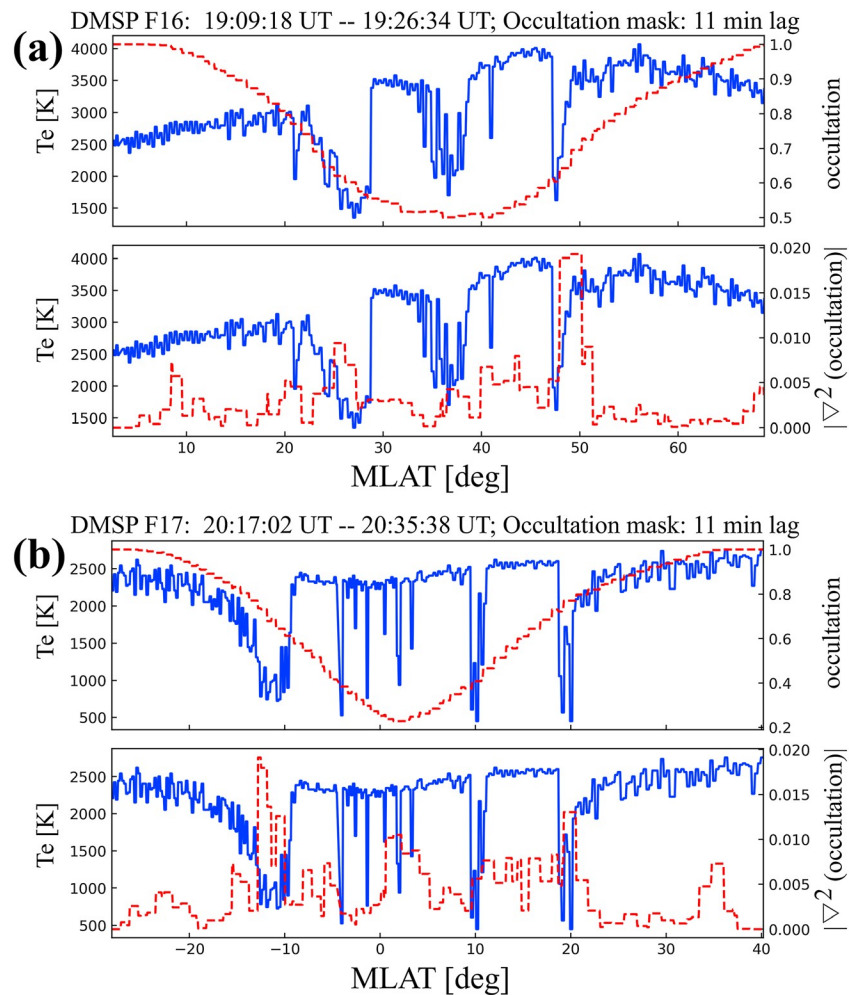 DMSP F16: 19:09:18 UT -- 19:26:34 UT; Occultation mask: 11 min lag
(a)
4000
3500
3000
2500
2000
1500
Te [K]
1.0
0.9
0.8
0.7
0.6
0.5
occultation
4000
3500
3000
2500
2000
1500
Te [K]
0.020
0.015
0.010
0.005
0.000
|▽2 (occultation)|
10 20 30 40 50 60
MLAT [deg]
DMSP F17: 20:17:02 UT -- 20:35:38 UT; Occultation mask: 11 min lag
(b)
2500
2000
1500
1000
500
Te [K]
1.0
0.8
0.6
0.4
0.2
occultation
2500
2000
1500
1000
500
Te [K]
0.020
0.015
0.010
0.005
0.000
|▽2 (occultation)|
−20 −10 0 10 20 30 40
MLAT [deg]